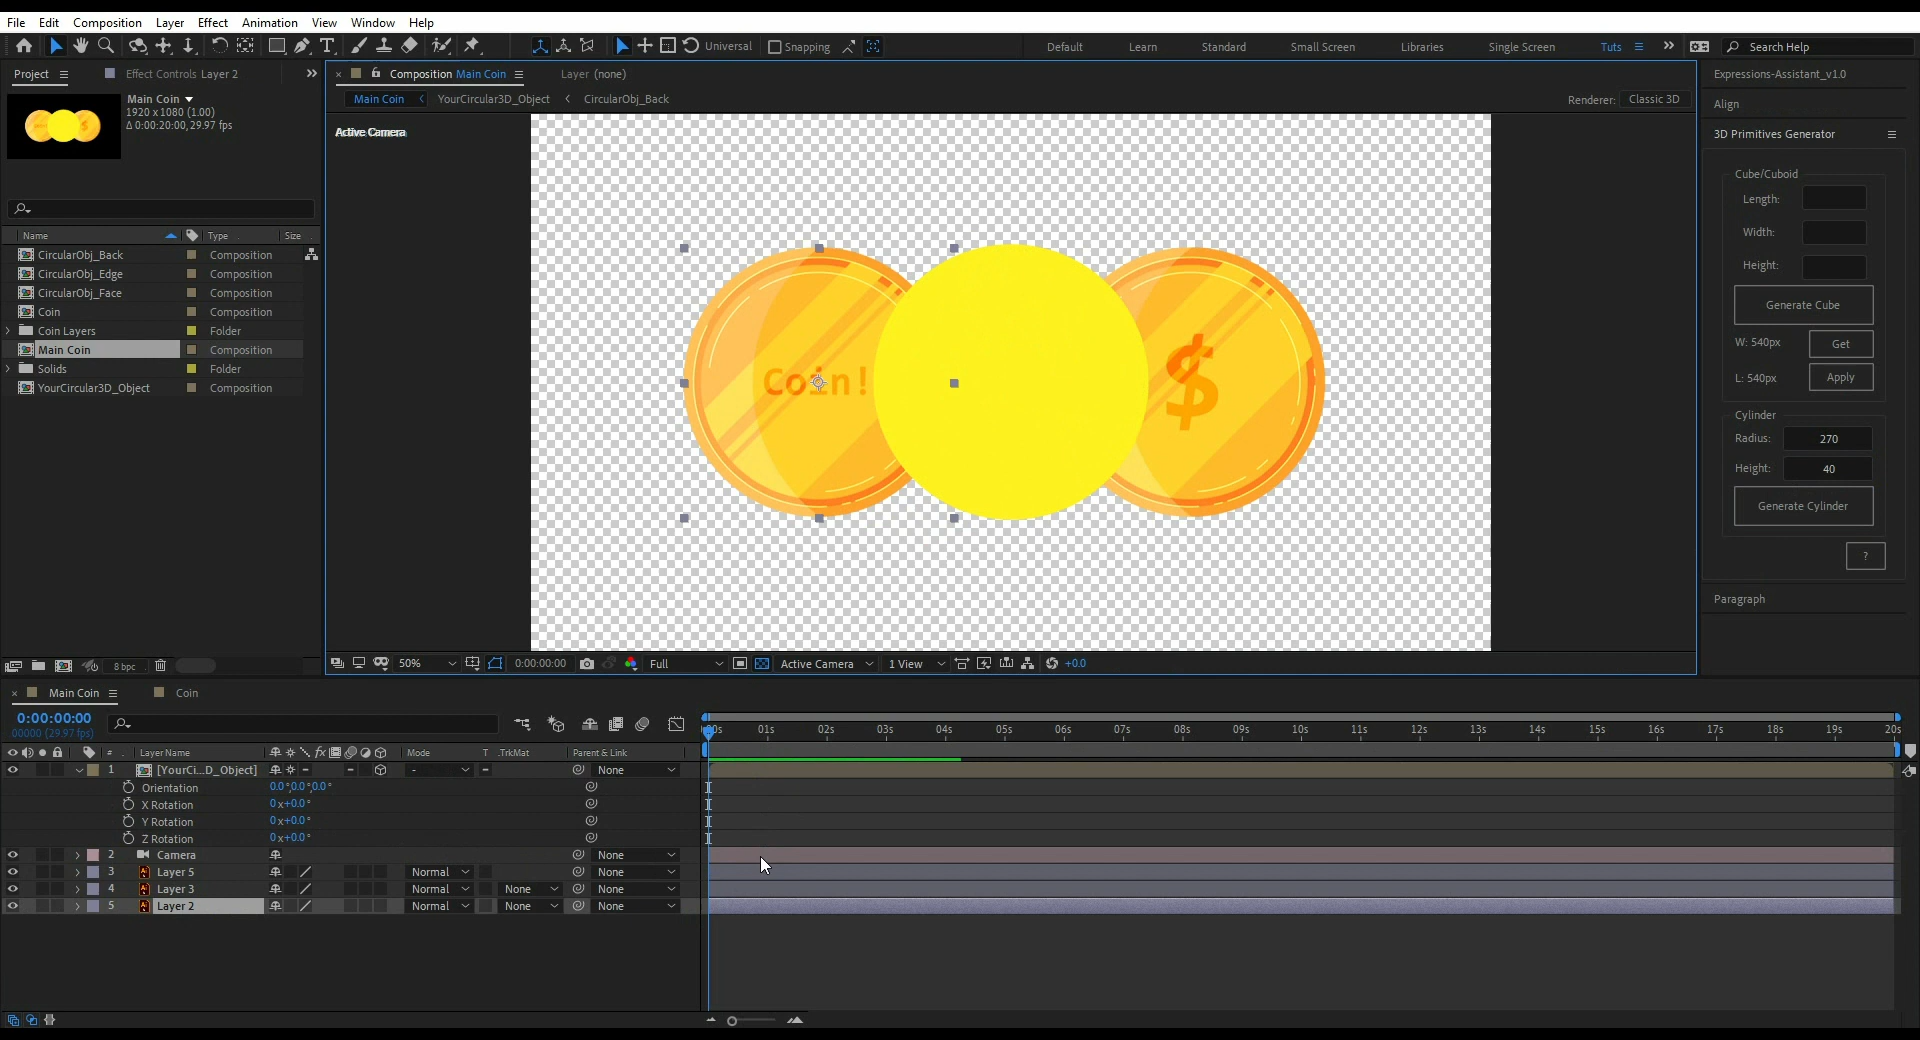 File Edit Composition Layer Effect Animation View Window Help
Universal Snapping Default Learn Standard Small Screen Libraries Single Screen Tuts Search Help
Project Effect Controls Layer 2
Composition Main Coin Layer (none)
Main Coin
1920 x 1080 (1.00)
Δ 0:00:20:00, 29.97 fps
Main Coin YourCircular3D_Object CircularObj_Back
Renderer: Classic 3D
Active Camera
Name Type Size
CircularObj_Back Composition
CircularObj_Edge Composition
CircularObj_Face Composition
Coin Composition
Coin Layers Folder
Main Coin Composition
Solids Folder
YourCircular3D_Object Composition
Coin!
$
Expressions-Assistant_v1.0
Align
3D Primitives Generator
Cube/Cuboid
Length:
Width:
Height:
Generate Cube
W: 540px Get
L: 540px Apply
Cylinder
Radius: 270
Height: 40
Generate Cylinder
?
Paragraph
8 bpc
50% 0:00:00:00 Full Active Camera 1 View +0.0
Main Coin Coin
0:00:00:00
00000 (29.97 fps)
00s 01s 02s 03s 04s 05s 06s 07s 08s 09s 10s 11s 12s 13s 14s 15s 16s 17s 18s 19s 20s
# Layer Name fx Mode T .TrkMat Parent & Link
1 [YourCi...D_Object] - None
Orientation 0.0°,0.0°,0.0°
X Rotation 0x+0.0°
Y Rotation 0x+0.0°
Z Rotation 0x+0.0°
2 Camera None
3 Ai Layer 5 Normal None
4 Ai Layer 3 Normal None None
5 Ai Layer 2 Normal None None